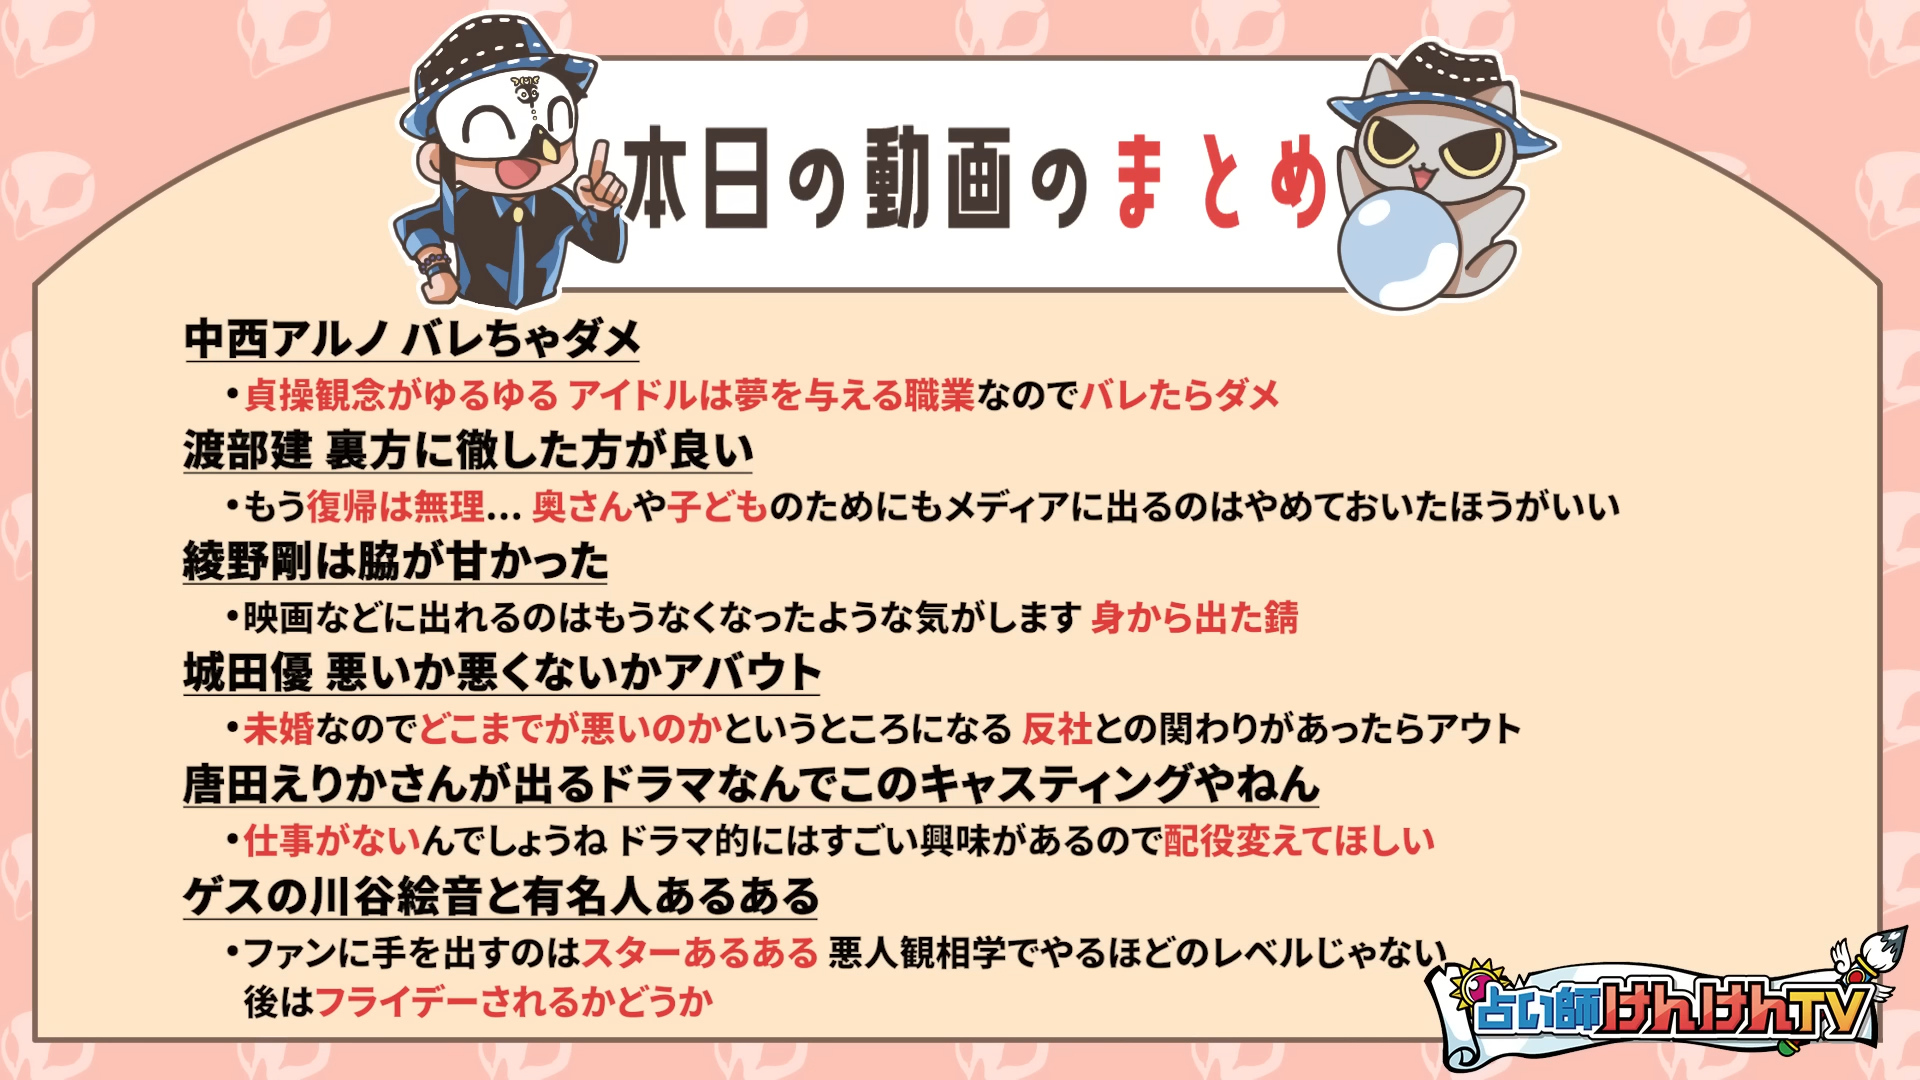 本日の動画のまとめ
中西アルノ バレちゃダメ
・貞操観念がゆるゆる アイドルは夢を与える職業なのでバレたらダメ
渡部建 裏方に徹した方が良い
・もう復帰は無理… 奥さんや子どものためにもメディアに出るのはやめておいたほうがいい
綾野剛は脇が甘かった
・映画などに出れるのはもうなくなったような気がします 身から出た錆
城田優 悪いか悪くないかアバウト
・未婚なのでどこまでが悪いのかというところになる 反社との関わりがあったらアウト
唐田えりかさんが出るドラマなんでこのキャスティングやねん
・仕事がないんでしょうね ドラマ的にはすごい興味があるので配役変えてほしい
ゲスの川谷絵音と有名人あるある
・ファンに手を出すのはスターあるある 悪人観相学でやるほどのレベルじゃない
後はフライデーされるかどうか
占い師けんけんTV